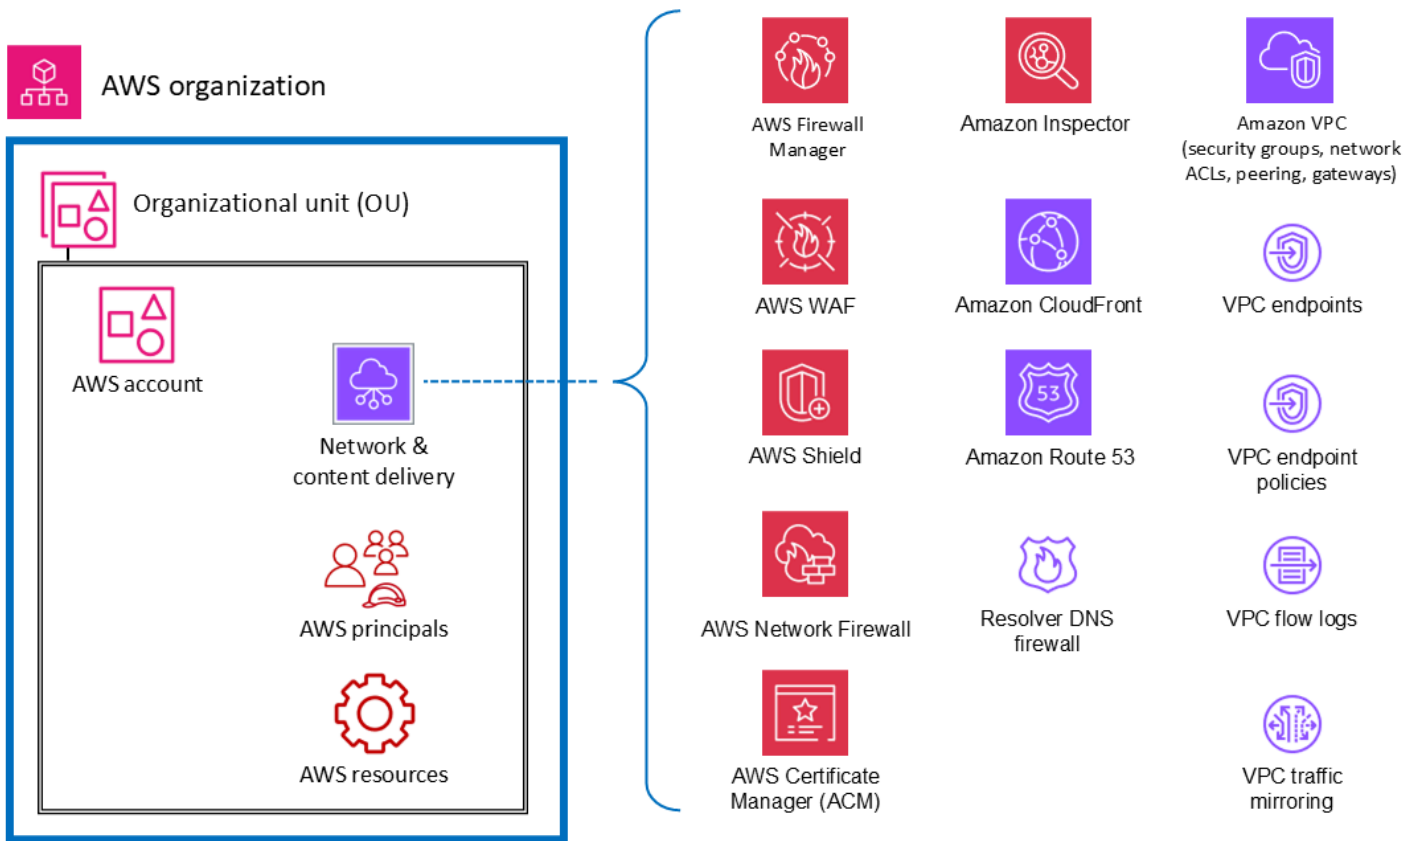 AWS organization
Organizational unit (OU)
AWS account
Network &
content delivery
AWS principals
AWS resources
AWS Firewall
Manager
Amazon Inspector
Amazon VPC
(security groups, network
ACLs, peering, gateways)
AWS WAF
Amazon CloudFront
VPC endpoints
53
AWS Shield
Amazon Route 53
VPC endpoint
policies
AWS Network Firewall
Resolver DNS
firewall
VPC flow logs
AWS Certificate
Manager (ACM)
VPC traffic
mirroring